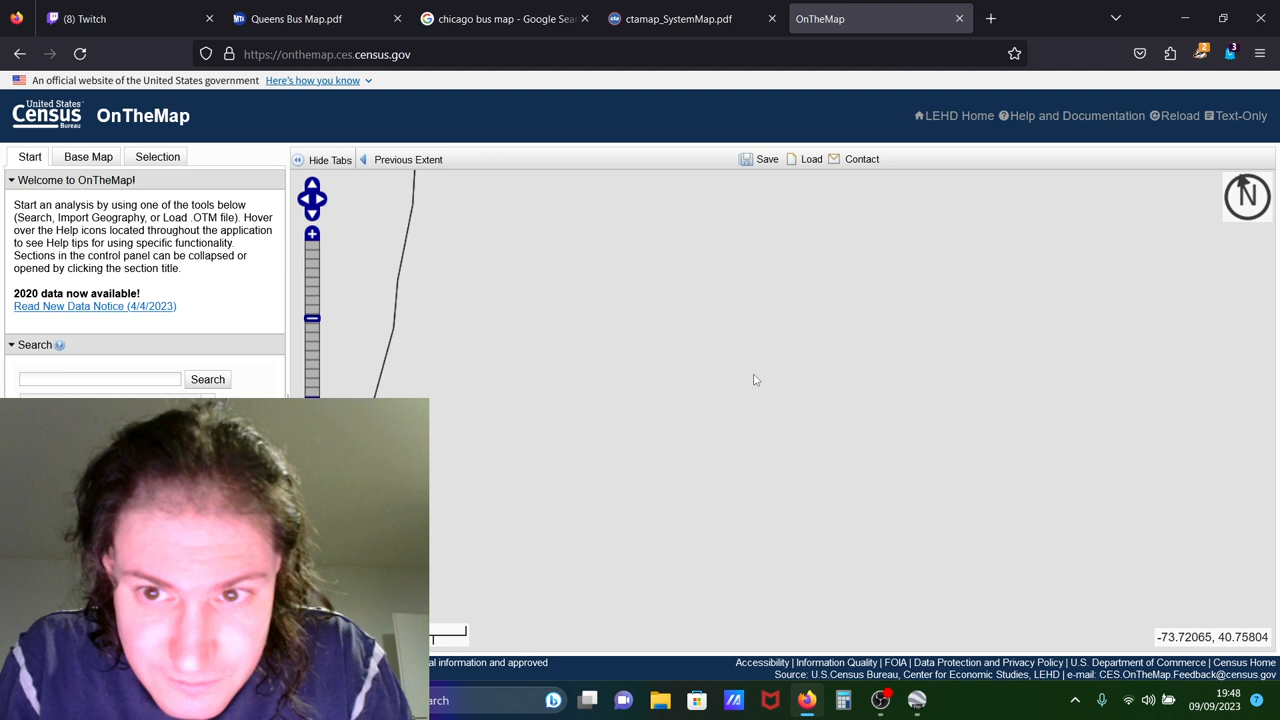 Twitch
Queens Bus Map.pdf
chicago bus map - Google Sear
ctamap_SystemMap.pdf
OnTheMap
https://onthemap.ces.census.gov
2
3
An official website of the United States government Here's how you know
United States
Census
Bureau
OnTheMap
LEHD Home Help and Documentation Reload Text-Only
Start Base Map Selection
Hide Tabs Previous Extent
Save Load Contact
Welcome to OnTheMap!
Start an analysis by using one of the tools below
(Search, Import Geography, or Load .OTM file). Hover
over the Help icons located throughout the application
to see Help tips for using specific functionality.
Sections in the control panel can be collapsed or
opened by clicking the section title.
2020 data now available!
Read New Data Notice (4/4/2023)
Search
Search
N
-73.72065, 40.75804
al information and approved
Accessibility | Information Quality | FOIA | Data Protection and Privacy Policy | U.S. Department of Commerce | Census Home
Source: U.S.Census Bureau, Center for Economic Studies, LEHD | e-mail: CES.OnTheMap.Feedback@census.gov
earch
19:48
09/09/2023